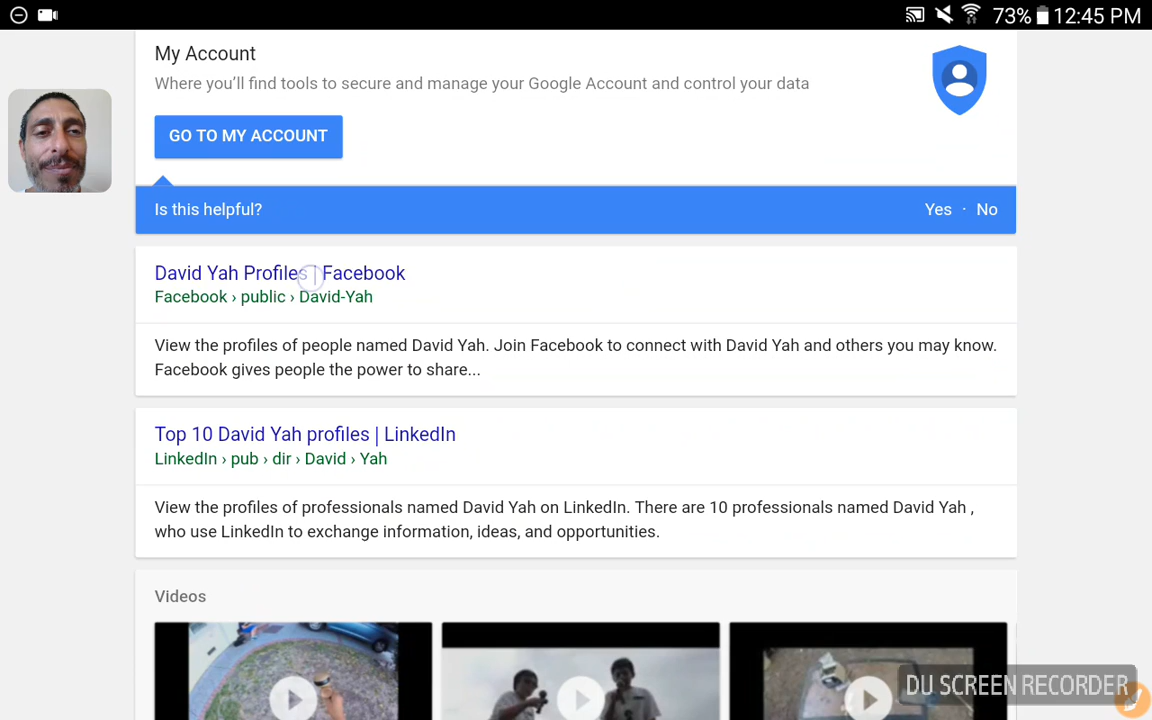 73% 12:45 PM
My Account
Where you’ll find tools to secure and manage your Google Account and control your data
GO TO MY ACCOUNT
Is this helpful? Yes · No
David Yah Profiles | Facebook
Facebook › public › David-Yah
View the profiles of people named David Yah. Join Facebook to connect with David Yah and others you may know.
Facebook gives people the power to share...
Top 10 David Yah profiles | LinkedIn
LinkedIn › pub › dir › David › Yah
View the profiles of professionals named David Yah on LinkedIn. There are 10 professionals named David Yah ,
who use LinkedIn to exchange information, ideas, and opportunities.
Videos
DU SCREEN RECORDER